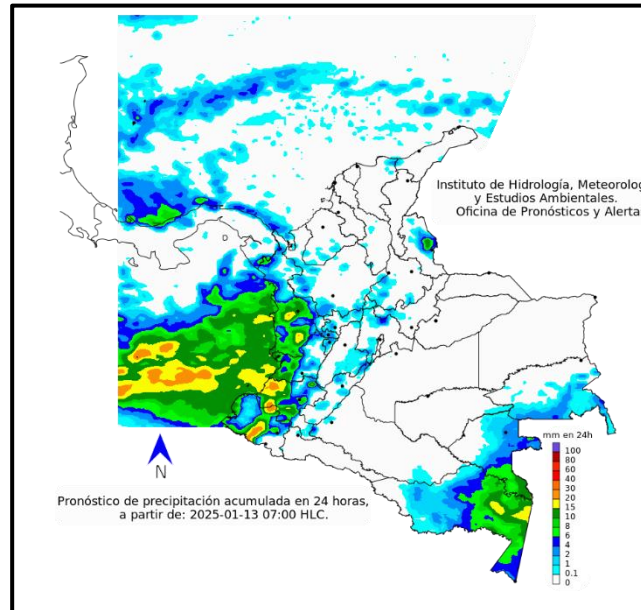 Instituto de Hidrología, Meteorolog
y Estudios Ambientales.
Oficina de Pronósticos y Alerta
mm en 24h
100
80
60
40
30
20
15
10
8
6
4
2
1
0.1
0
N
Pronóstico de precipitación acumulada en 24 horas,
a partir de: 2025-01-13 07:00 HLC.